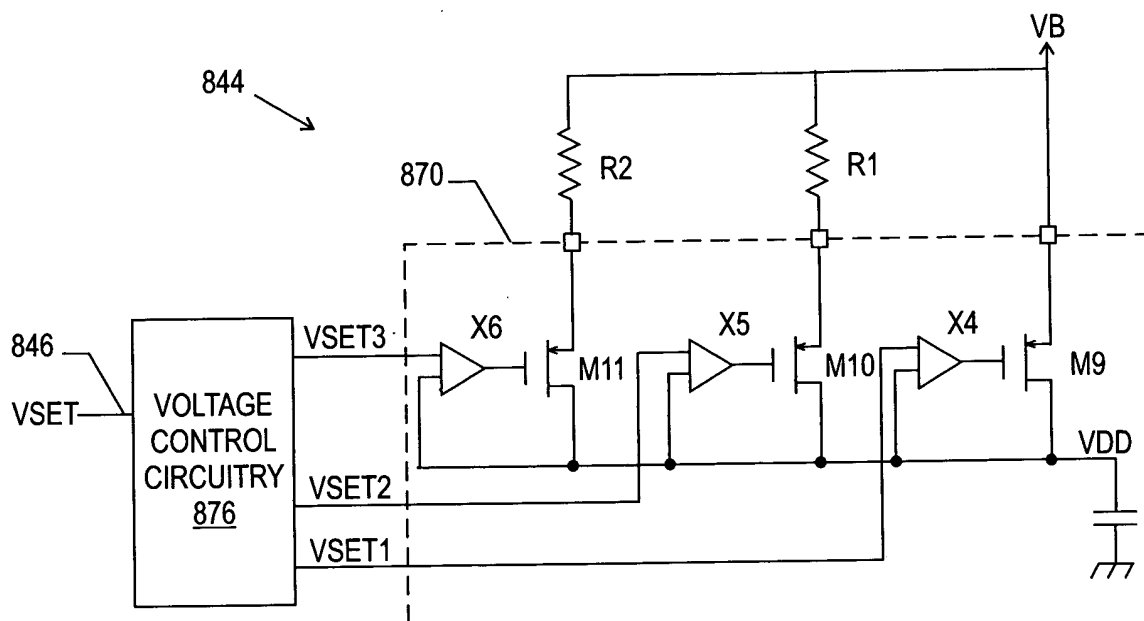 VB
844
R2
R1
870
X6
X5
X4
VSET3
846
M11
M10
M9
VSET
VOLTAGE
CONTROL
CIRCUITRY
876
VDD
VSET2
VSET1